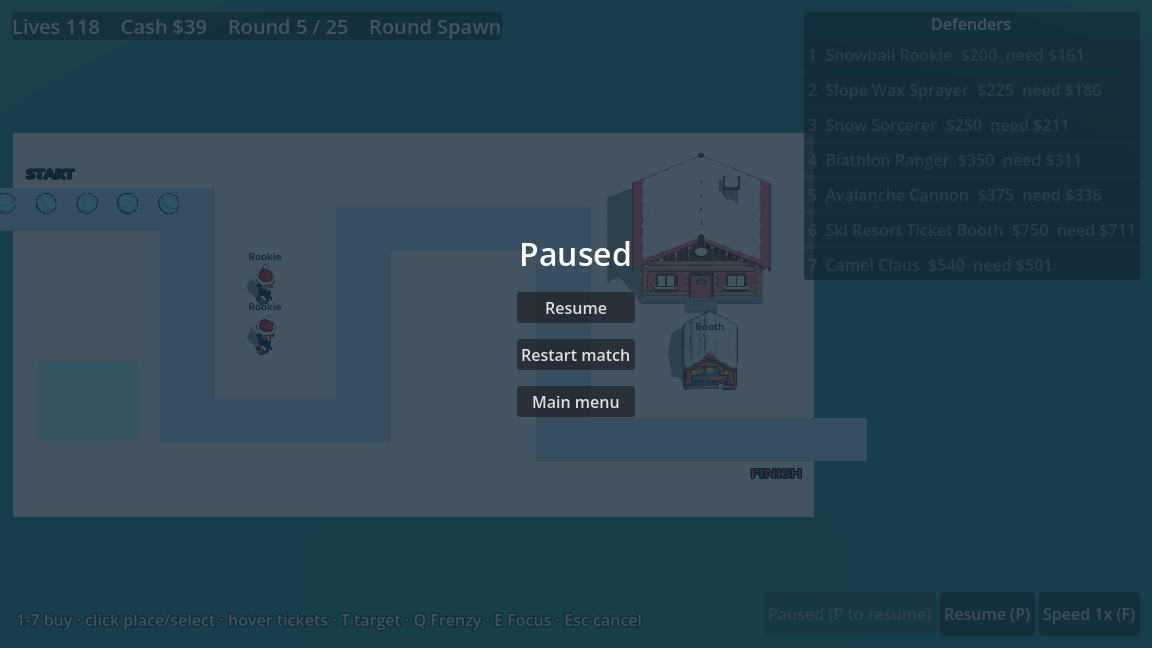 Lives 118 Cash $39 Round 5 / 25 Round Spawn
Defenders
1 Snowball Rookie $200 need $161
2 Slope Wax Sprayer $225 need $186
3 Snow Sorcerer $250 need $211
4 Biathlon Ranger $350 need $311
5 Avalanche Cannon $375 need $336
6 Ski Resort Ticket Booth $750 need $711
7 Camel Claus $540 need $501
START
Rookie
Rookie
Booth
FINISH
Paused
Resume
Restart match
Main menu
1-7 buy · click place/select · hover tickets · T target · Q Frenzy · E Focus · Esc cancel
Paused (P to resume)
Resume (P)
Speed 1x (F)